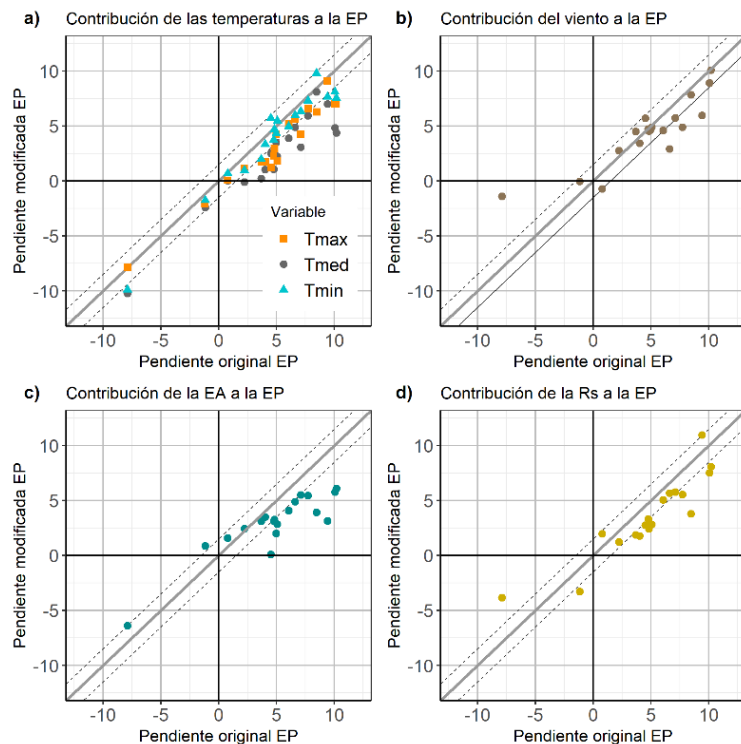 a) Contribución de las temperaturas a la EP
Pendiente modificada EP
10
5
0
-5
-10
Variable
Tmax
Tmed
Tmin
-10 -5 0 5 10
Pendiente original EP
b) Contribución del viento a la EP
Pendiente modificada EP
10
5
0
-5
-10
-10 -5 0 5 10
Pendiente original EP
c) Contribución de la EA a la EP
Pendiente modificada EP
10
5
0
-5
-10
-10 -5 0 5 10
Pendiente original EP
d) Contribución de la Rs a la EP
Pendiente modificada EP
10
5
0
-5
-10
-10 -5 0 5 10
Pendiente original EP